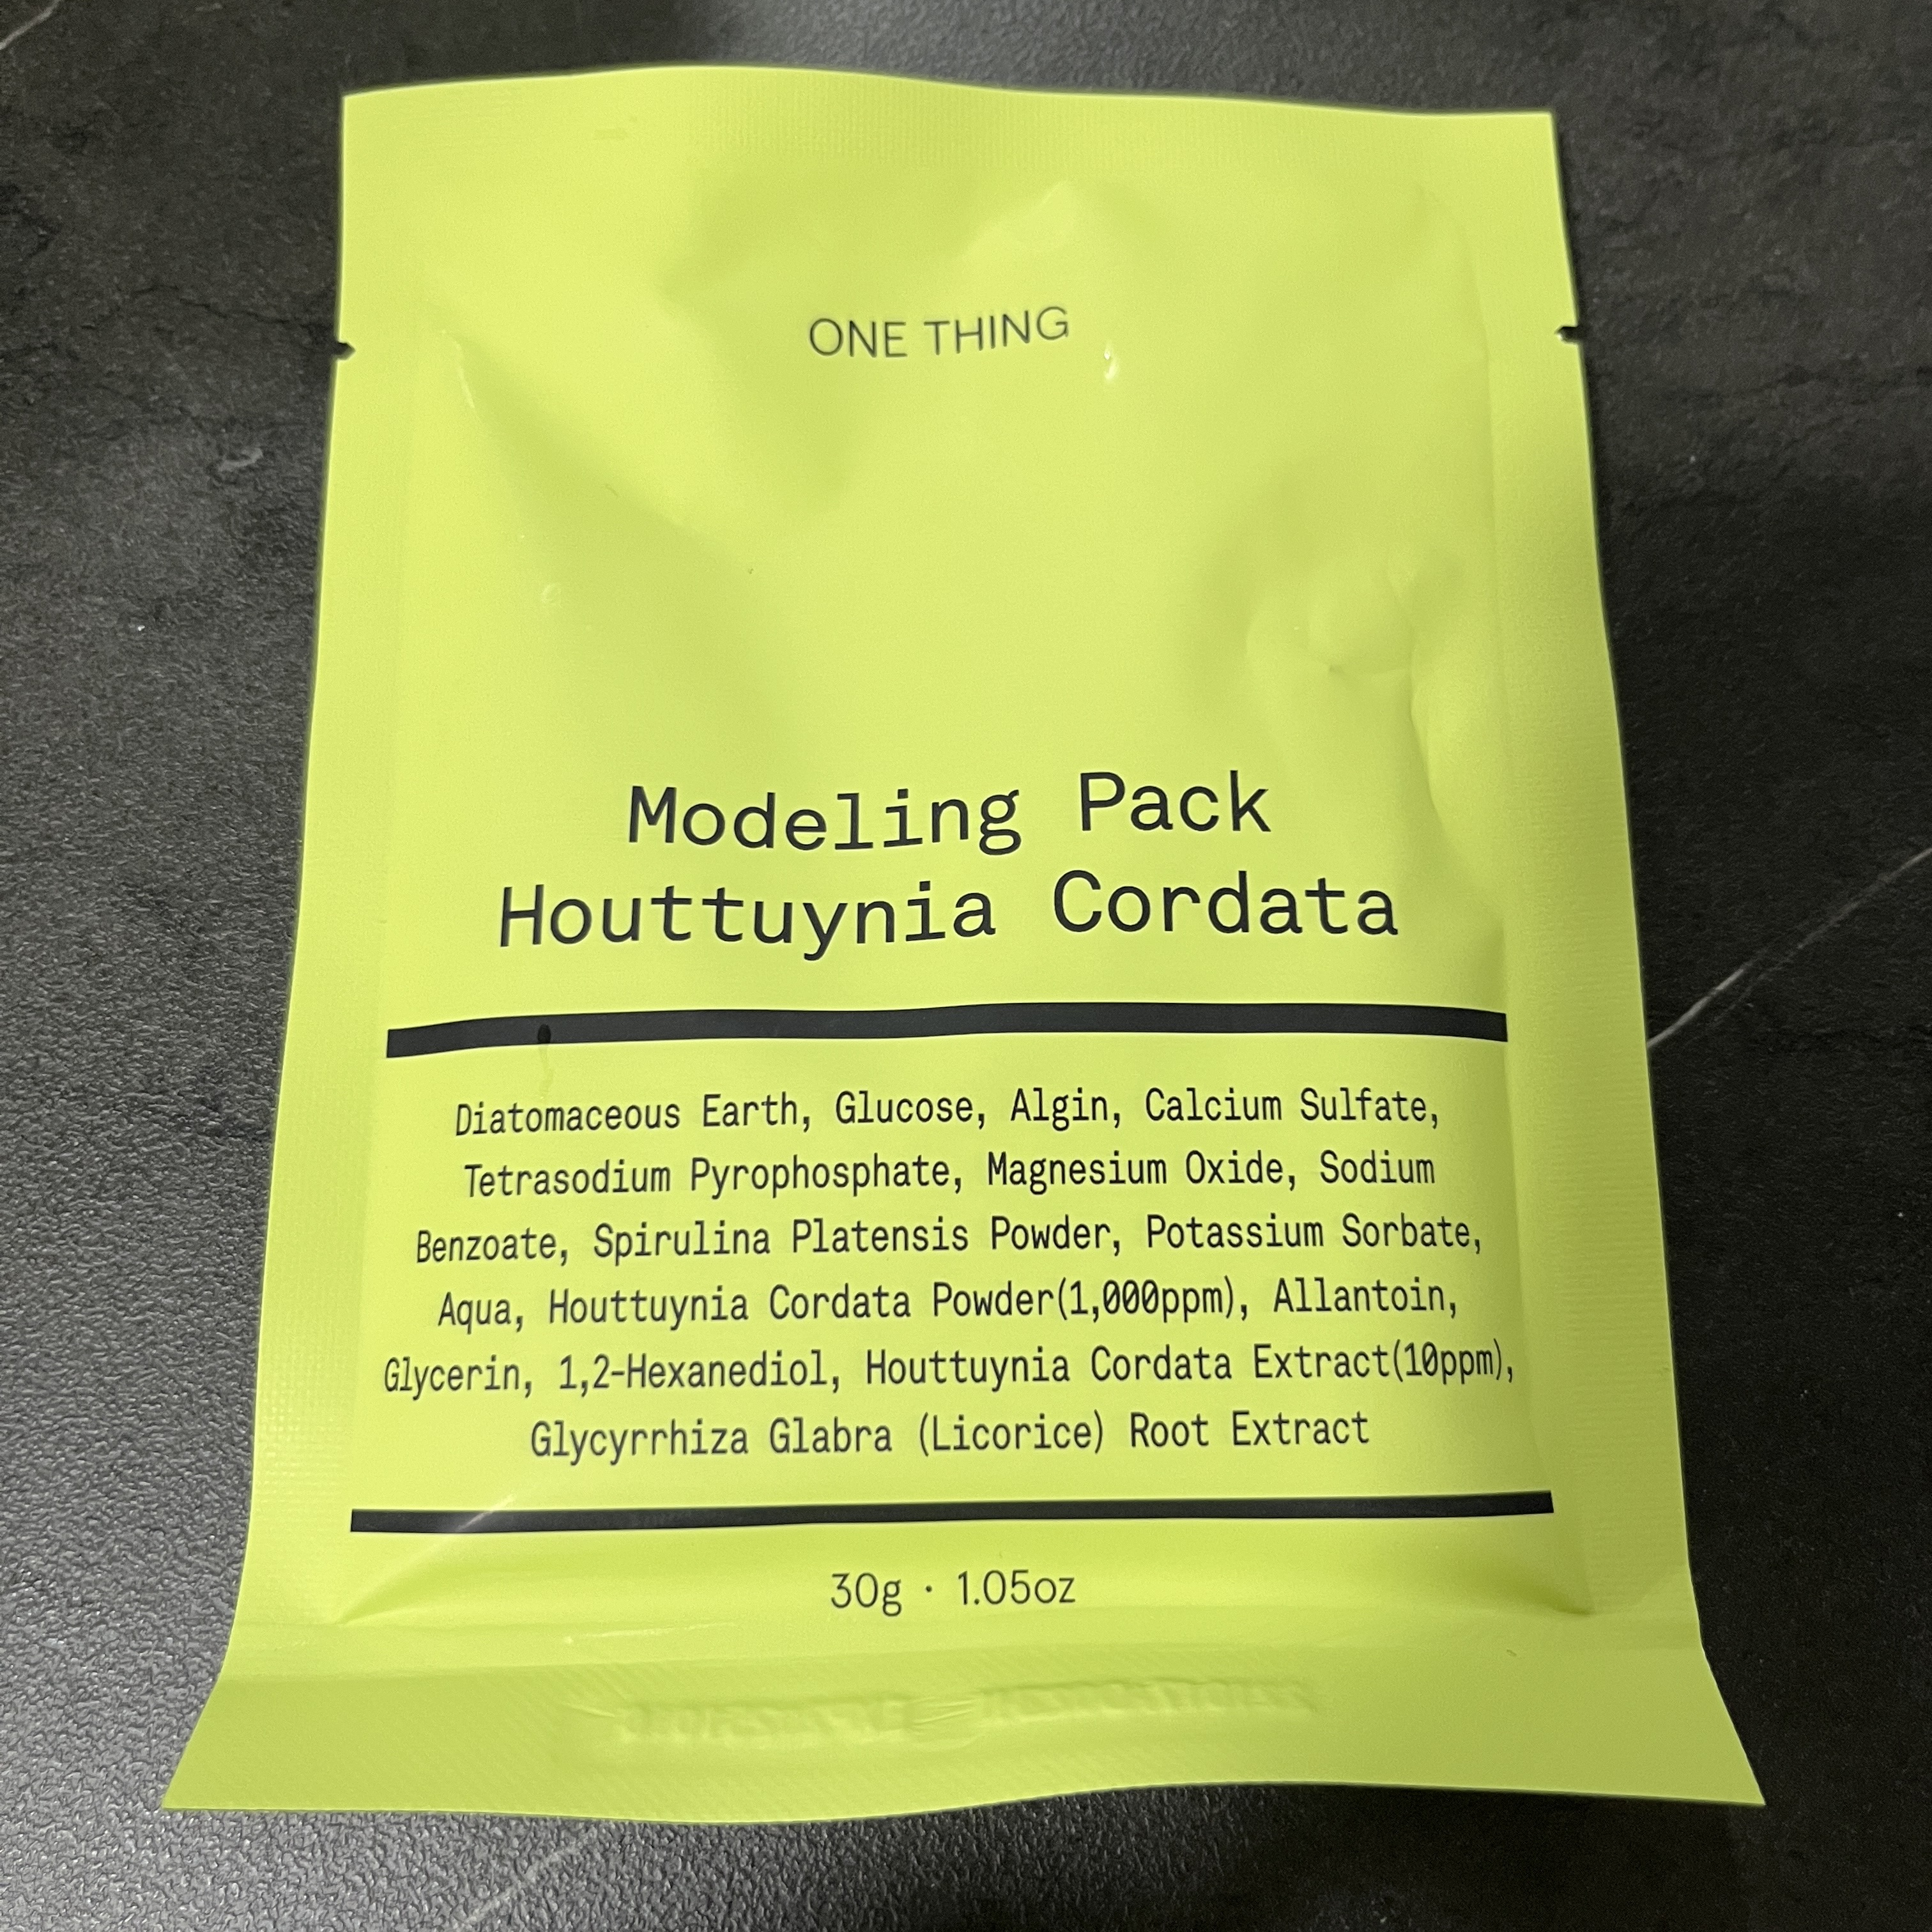 ONE THING
Modeling Pack
Houttuynia Cordata
Diatomaceous Earth, Glucose, Algin, Calcium Sulfate,
Tetrasodium Pyrophosphate, Magnesium Oxide, Sodium
Benzoate, Spirulina Platensis Powder, Potassium Sorbate,
Aqua, Houttuynia Cordata Powder(1,000ppm), Allantoin,
Glycerin, 1,2-Hexanediol, Houttuynia Cordata Extract(10ppm),
Glycyrrhiza Glabra (Licorice) Root Extract
30g · 1.05oz